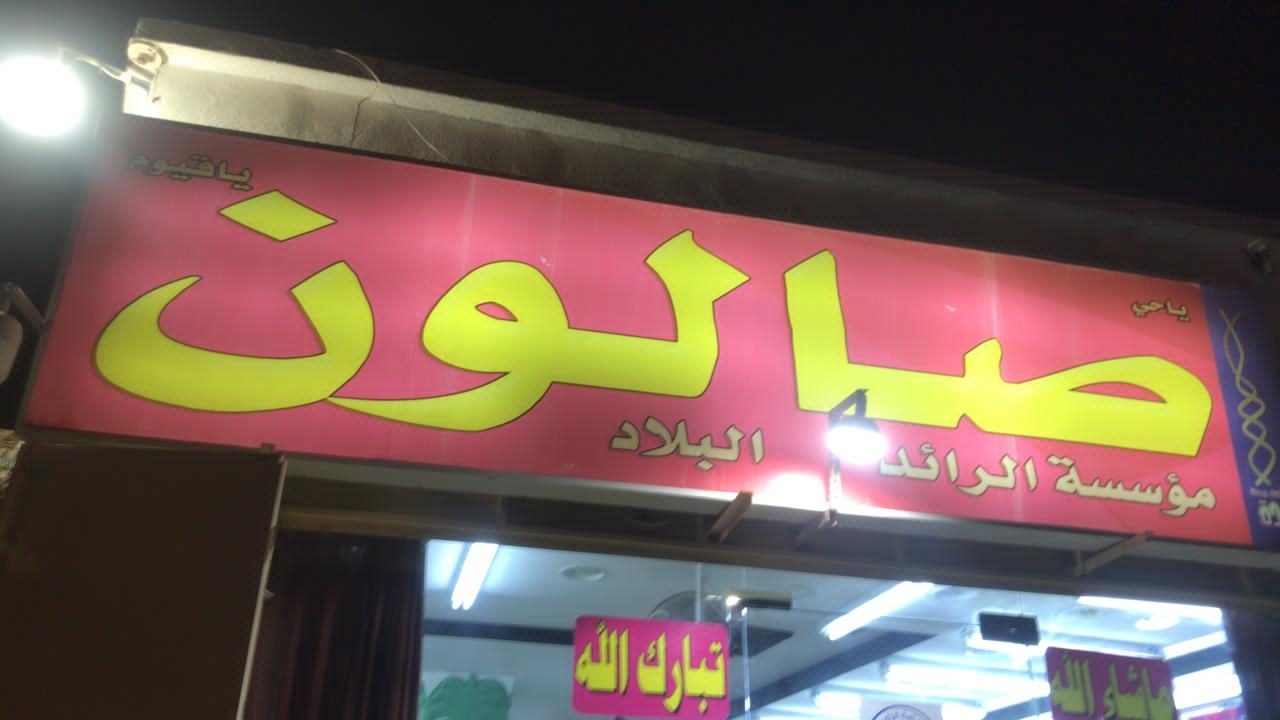 ياحي ياقيوم
صالون
مؤسسة الرائد البلاد
تبارك الله
ماشاء الله